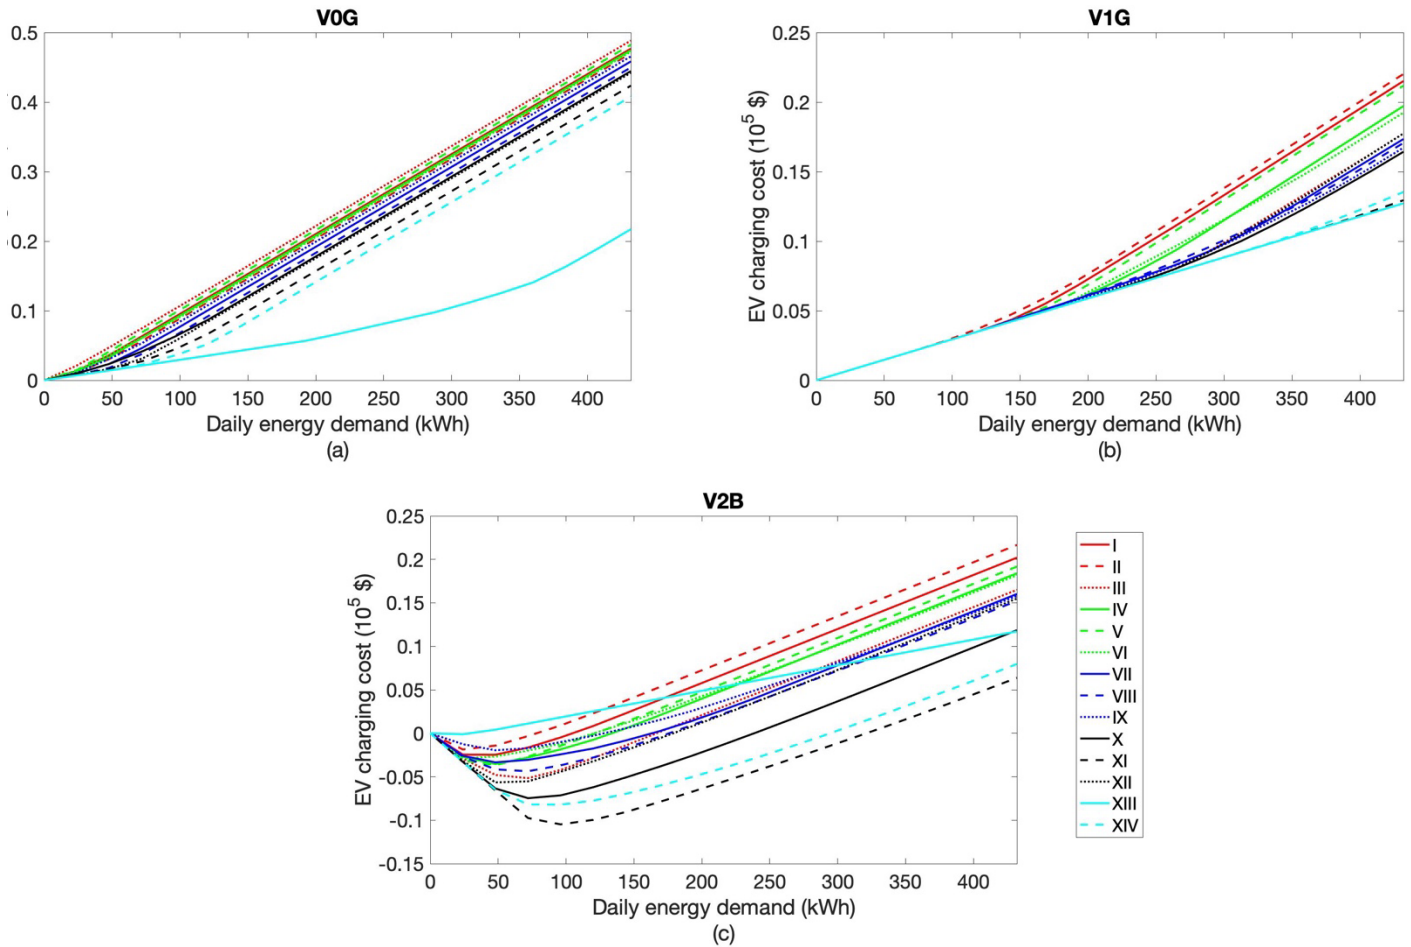 V0G
0.5
0.4
0.3
0.2
0.1
0
0 50 100 150 200 250 300 350 400
Daily energy demand (kWh)
(a)
V1G
EV charging cost (10^5 $)
0.25
0.2
0.15
0.1
0.05
0
0 50 100 150 200 250 300 350 400
Daily energy demand (kWh)
(b)
V2B
EV charging cost (10^5 $)
0.25
0.2
0.15
0.1
0.05
0
-0.05
-0.1
-0.15
0 50 100 150 200 250 300 350 400
Daily energy demand (kWh)
(c)
I
II
III
IV
V
VI
VII
VIII
IX
X
XI
XII
XIII
XIV